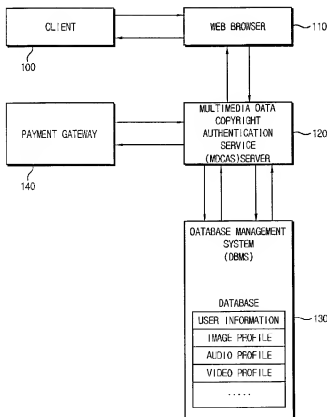 CLIENT
100
WEB BROWSER
110
PAYMENT GATEWAY
140
MULTIMEDIA DATA
COPYRIGHT
AUTHENTICATION
SERVICE
(MDCAS)SERVER
120
DATABASE MANAGEMENT
SYSTEM
(DBMS)
DATABASE
USER INFORMATION
IMAGE PROFILE
AUDIO PROFILE
VIDEO PROFILE
.....
130